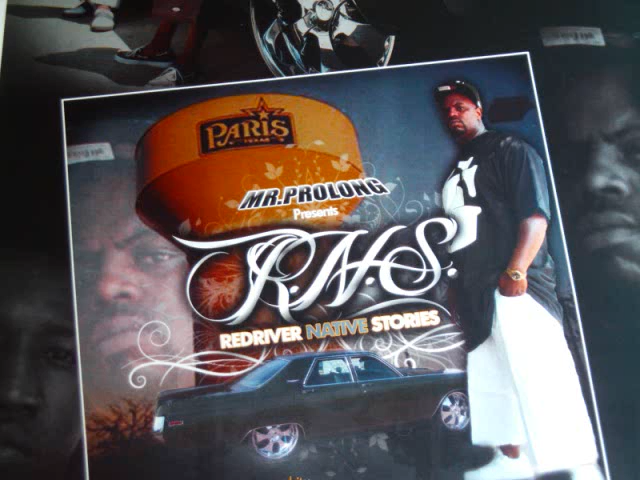 PARIS
TEXAS
MR.PROLONG
Presents
R.N.S.
REDRIVER NATIVE STORIES